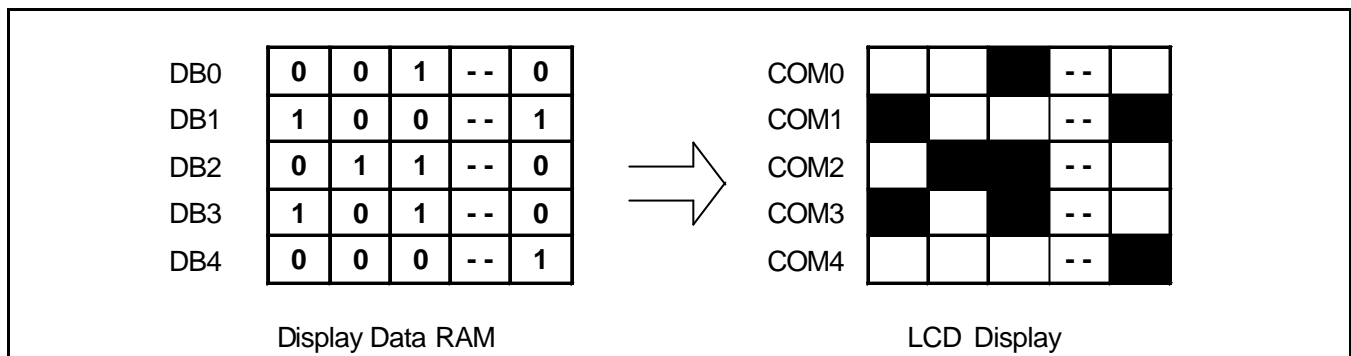 DB0 0 0 1 -- 0 COM0 --
DB1 1 0 0 -- 1 COM1 --
DB2 0 1 1 -- 0 COM2 --
DB3 1 0 1 -- 0 COM3 --
DB4 0 0 0 -- 1 COM4 --
Display Data RAM LCD Display